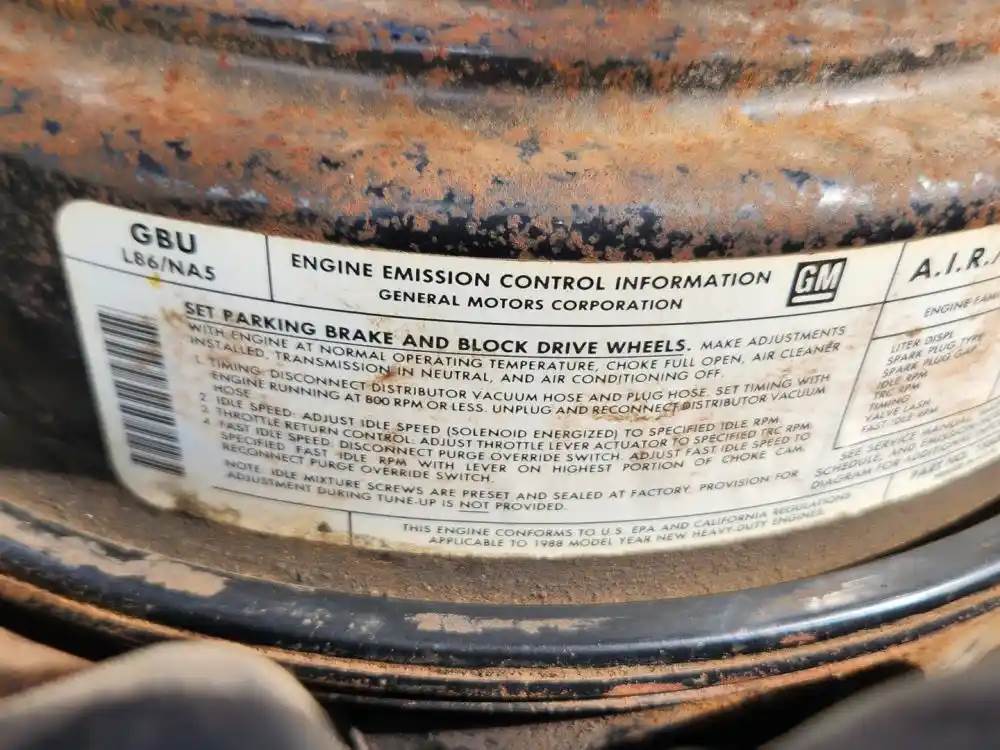 GBU
LB6/NA5
ENGINE EMISSION CONTROL INFORMATION
GENERAL MOTORS CORPORATION
GM
A.I.R./
SET PARKING BRAKE AND BLOCK DRIVE WHEELS. MAKE ADJUSTMENTS
WITH ENGINE AT NORMAL OPERATING TEMPERATURE, CHOKE FULL OPEN, AIR CLEANER
INSTALLED, TRANSMISSION IN NEUTRAL, AND AIR CONDITIONING OFF.
1. TIMING: DISCONNECT DISTRIBUTOR VACUUM HOSE AND PLUG HOSE. SET TIMING WITH
ENGINE RUNNING AT 800 RPM OR LESS. UNPLUG AND RECONNECT DISTRIBUTOR VACUUM
HOSE.
2. IDLE SPEED: ADJUST IDLE SPEED (SOLENOID ENERGIZED) TO SPECIFIED IDLE RPM.
3. THROTTLE RETURN CONTROL: ADJUST THROTTLE LEVER ACTUATOR TO SPECIFIED TRC RPM.
4. FAST IDLE SPEED: DISCONNECT PURGE OVERRIDE SWITCH. ADJUST FAST IDLE SPEED TO
SPECIFIED FAST IDLE RPM WITH LEVER ON HIGHEST PORTION OF CHOKE CAM.
RECONNECT PURGE OVERRIDE SWITCH.
NOTE: IDLE MIXTURE SCREWS ARE PRESET AND SEALED AT FACTORY. PROVISION FOR
ADJUSTMENT DURING TUNE-UP IS NOT PROVIDED.
THIS ENGINE CONFORMS TO U.S. EPA AND CALIFORNIA REGULATIONS
APPLICABLE TO 1988 MODEL YEAR NEW HEAVY-DUTY ENGINES.
ENGINE FAM
LITER DISPL
SPARK PLUG TYPE
SPARK PLUG GAP
IDLE RPM
TRC RPM
TIMING
VALVE LASH
FAST IDLE RPM
SEE SERVICE MANUA
SCHEDULE AND
DIAGRAM FOR ADDITION
PART NO.